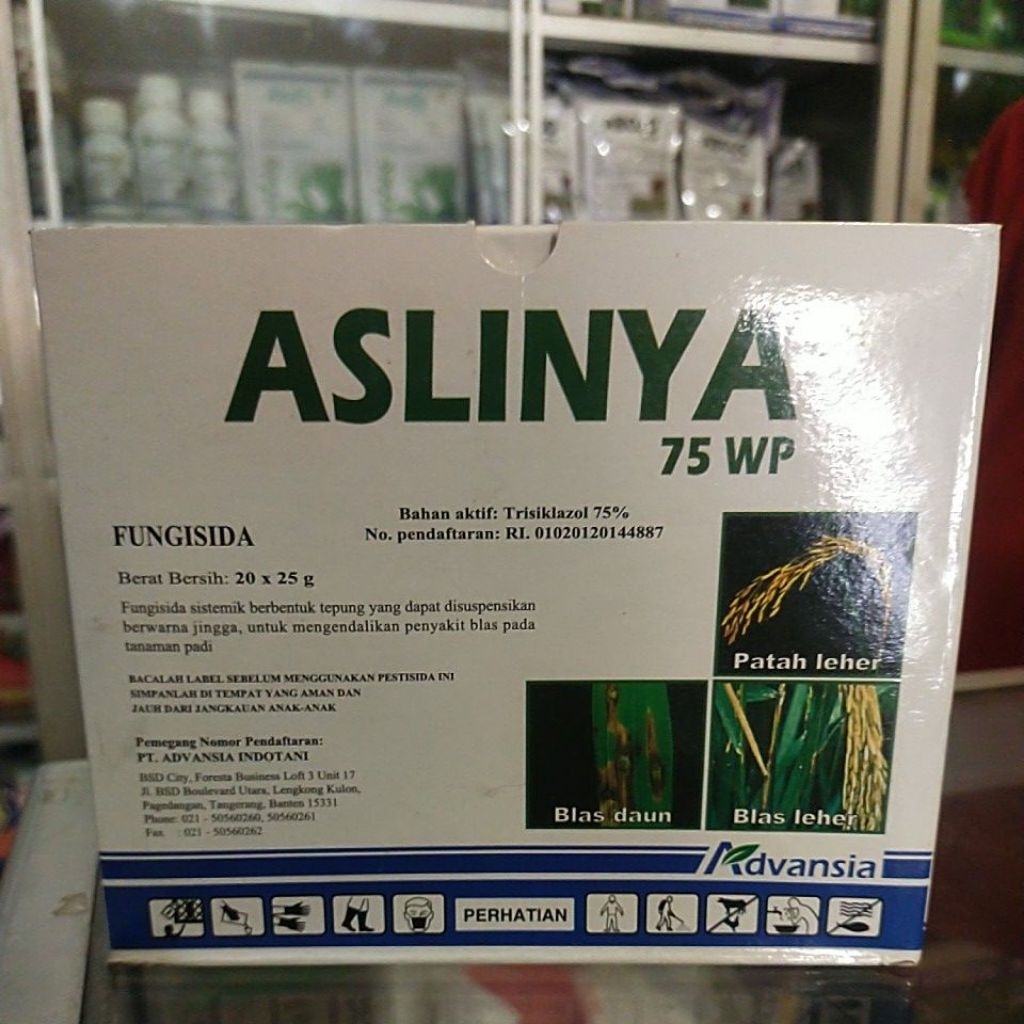 ASLINYA
75 WP
Bahan aktif: Trisiklazol 75%
No. pendaftaran: RI. 01020120144887
FUNGISIDA
Berat Bersih: 20 x 25 g
Fungisida sistemik berbentuk tepung yang dapat disuspensikan
berwarna jingga, untuk mengendalikan penyakit blas pada
tanaman padi
BACALAH LABEL SEBELUM MENGGUNAKAN PESTISIDA INI
SIMPANLAH DI TEMPAT YANG AMAN DAN
JAUH DARI JANGKAUAN ANAK-ANAK
Pemegang Nomor Pendaftaran:
PT. ADVANSIA INDOTANI
BSD City, Foresta Business Loft 3 Unit 17
Jl. BSD Boulevard Utara, Lengkong Kulon,
Pagedangan, Tangerang, Banten 15331
Phone: 021 - 50560260, 50560261
Fax : 021 - 50560262
Patah leher
Blas daun
Blas leher
Advansia
PERHATIAN